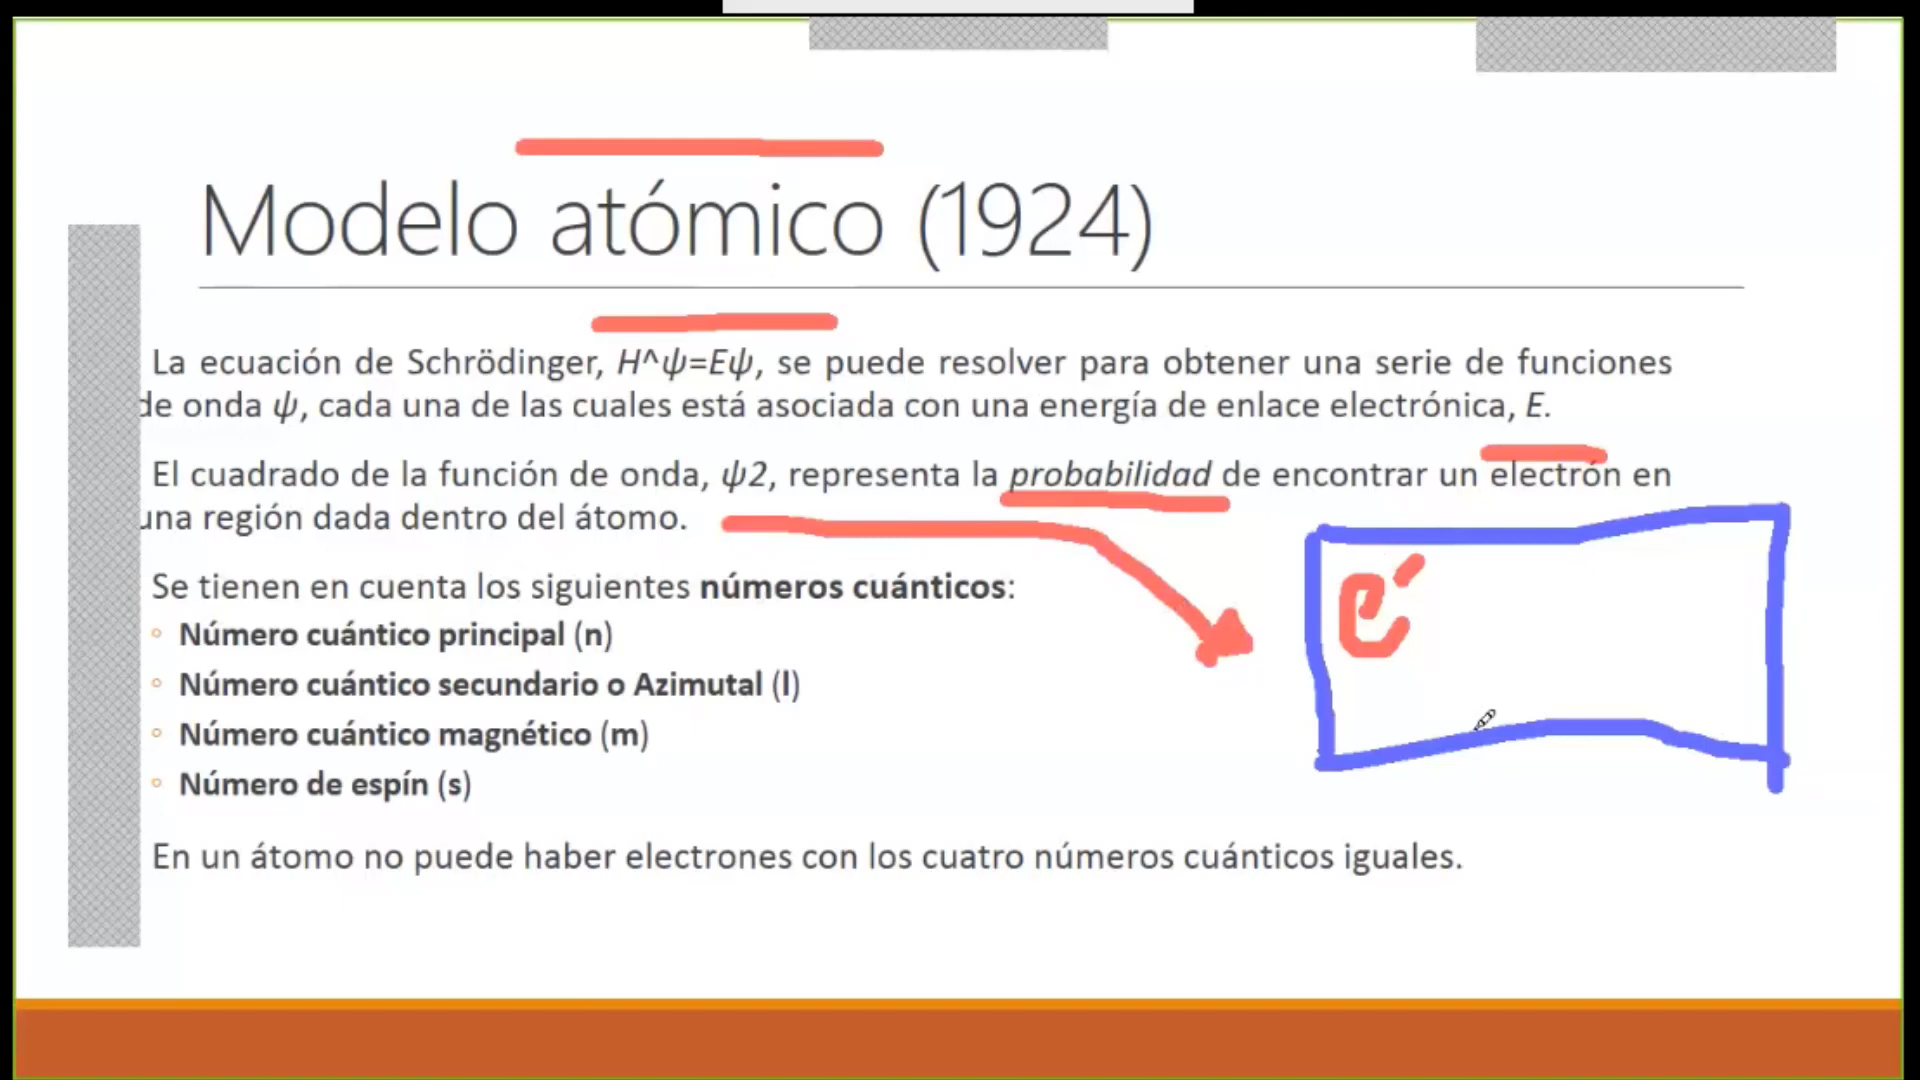 Modelo atómico (1924)
La ecuación de Schrödinger, H^ψ=Eψ, se puede resolver para obtener una serie de funciones
de onda ψ, cada una de las cuales está asociada con una energía de enlace electrónica, E.
El cuadrado de la función de onda, ψ2, representa la probabilidad de encontrar un electrón en
una región dada dentro del átomo.
e-
Se tienen en cuenta los siguientes números cuánticos:
◦ Número cuántico principal (n)
◦ Número cuántico secundario o Azimutal (l)
◦ Número cuántico magnético (m)
◦ Número de espín (s)
En un átomo no puede haber electrones con los cuatro números cuánticos iguales.